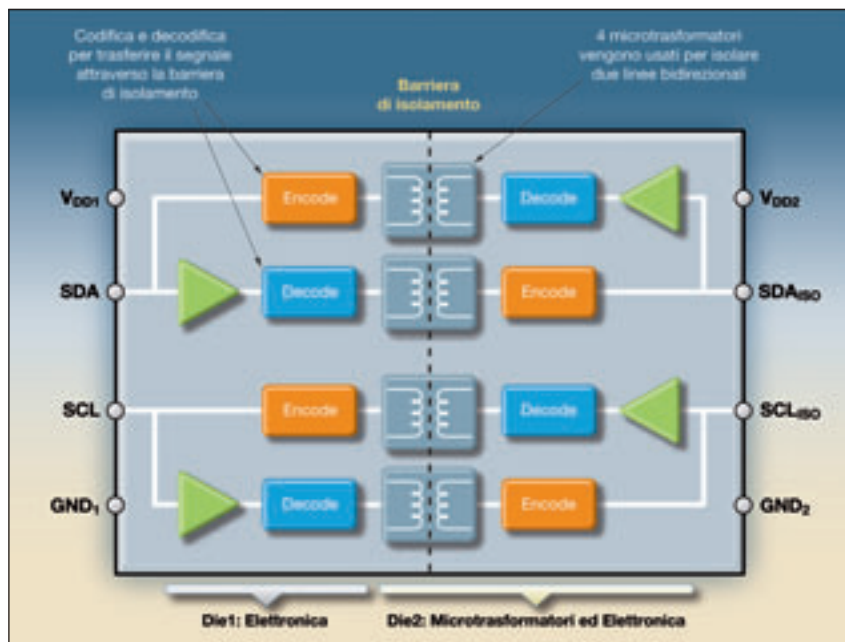 Codifica e decodifica
per trasferire il segnale
attraverso la barriera
di isolamento
4 microtrasformatori
vengono usati per isolare
due linee bidirezionali
Barriera
di isolamento
VDD1
Encode
Decode
VDD2
SDA
Decode
Encode
SDAISO
SCL
Encode
Decode
SCLISO
GND1
Decode
Encode
GND2
Die1: Elettronica
Die2: Microtrasformatori ed Elettronica